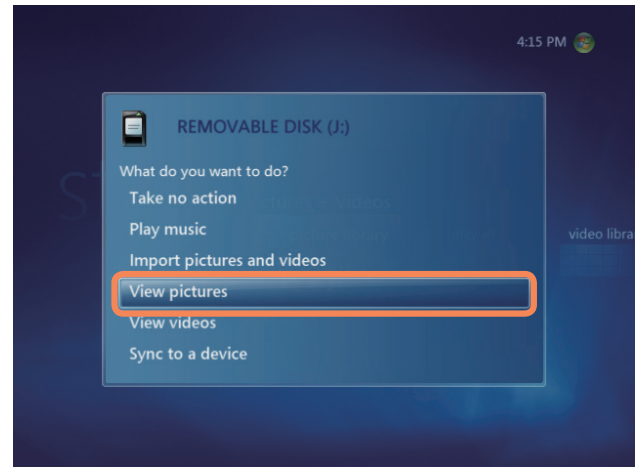 4:15 PM
REMOVABLE DISK (J:)
What do you want to do?
Take no action
Play music
Import pictures and videos
View pictures
View videos
Sync to a device
video libra